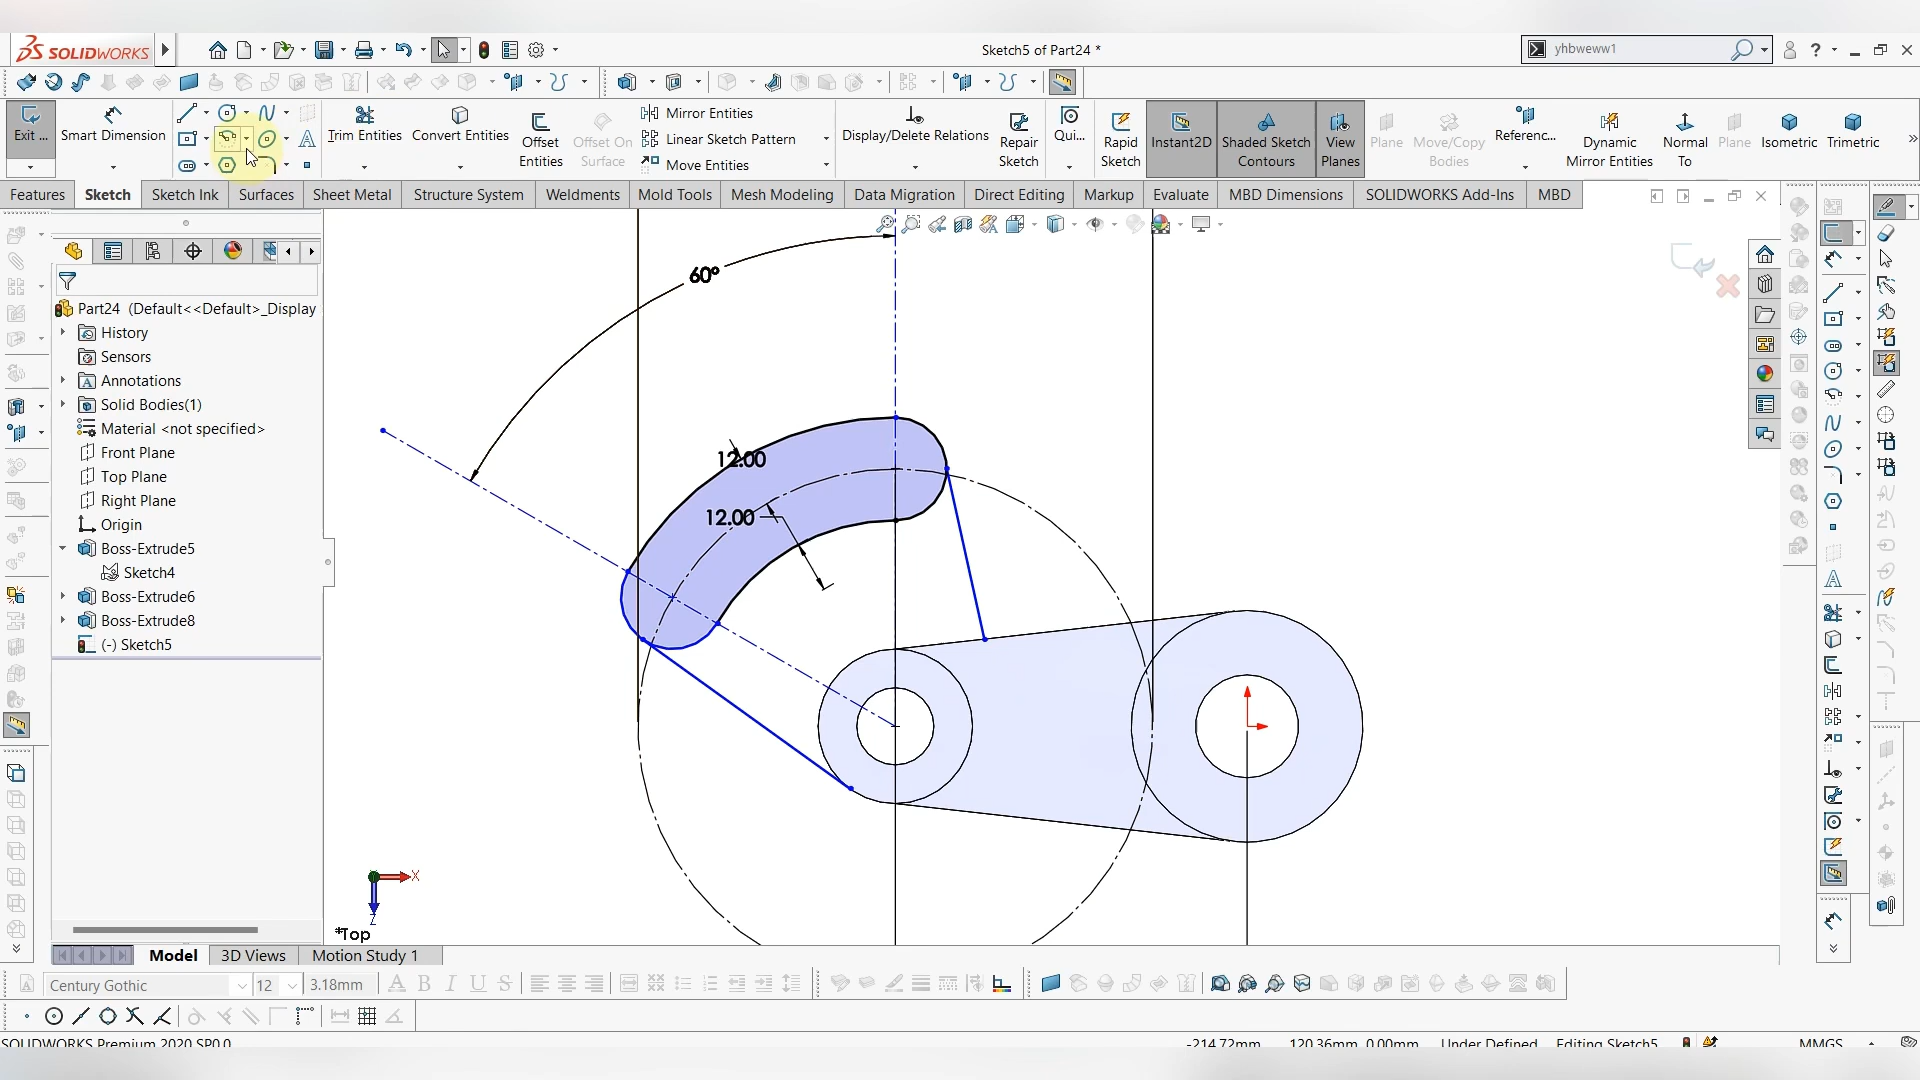 SOLIDWORKS
Sketch5 of Part24 *
yhbweww1
Exit ...
Smart Dimension
Trim Entities
Convert Entities
Offset Entities
Offset On Surface
Mirror Entities
Linear Sketch Pattern
Move Entities
Display/Delete Relations
Repair Sketch
Qui...
Rapid Sketch
Instant2D
Shaded Sketch Contours
View Planes
Plane
Move/Copy Bodies
Referenc...
Dynamic Mirror Entities
Normal To
Plane
Isometric
Trimetric
Features
Sketch
Sketch Ink
Surfaces
Sheet Metal
Structure System
Weldments
Mold Tools
Mesh Modeling
Data Migration
Direct Editing
Markup
Evaluate
MBD Dimensions
SOLIDWORKS Add-Ins
MBD
Part24 (Default<<Default>_Display
History
Sensors
Annotations
Solid Bodies(1)
Material <not specified>
Front Plane
Top Plane
Right Plane
Origin
Boss-Extrude5
Sketch4
Boss-Extrude6
Boss-Extrude8
(-) Sketch5
60°
12.00
12.00
X
Z
*Top
Model
3D Views
Motion Study 1
Century Gothic
12
3.18mm
A B I U S
SOLIDWORKS Premium 2020 SP0.0
-214.72mm
120.36mm
0.00mm
Under Defined
Editing Sketch5
MMGS